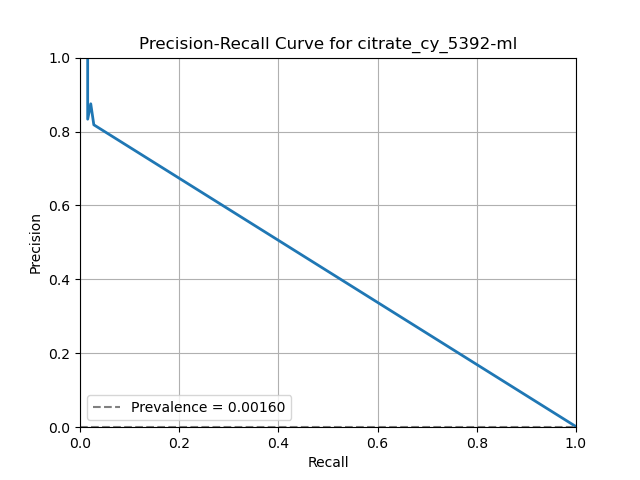 Precision-Recall Curve for citrate_cy_5392-ml
1.0
0.8
0.6
0.4
0.2
0.0
Precision
Prevalence = 0.00160
0.0 0.2 0.4 0.6 0.8 1.0
Recall